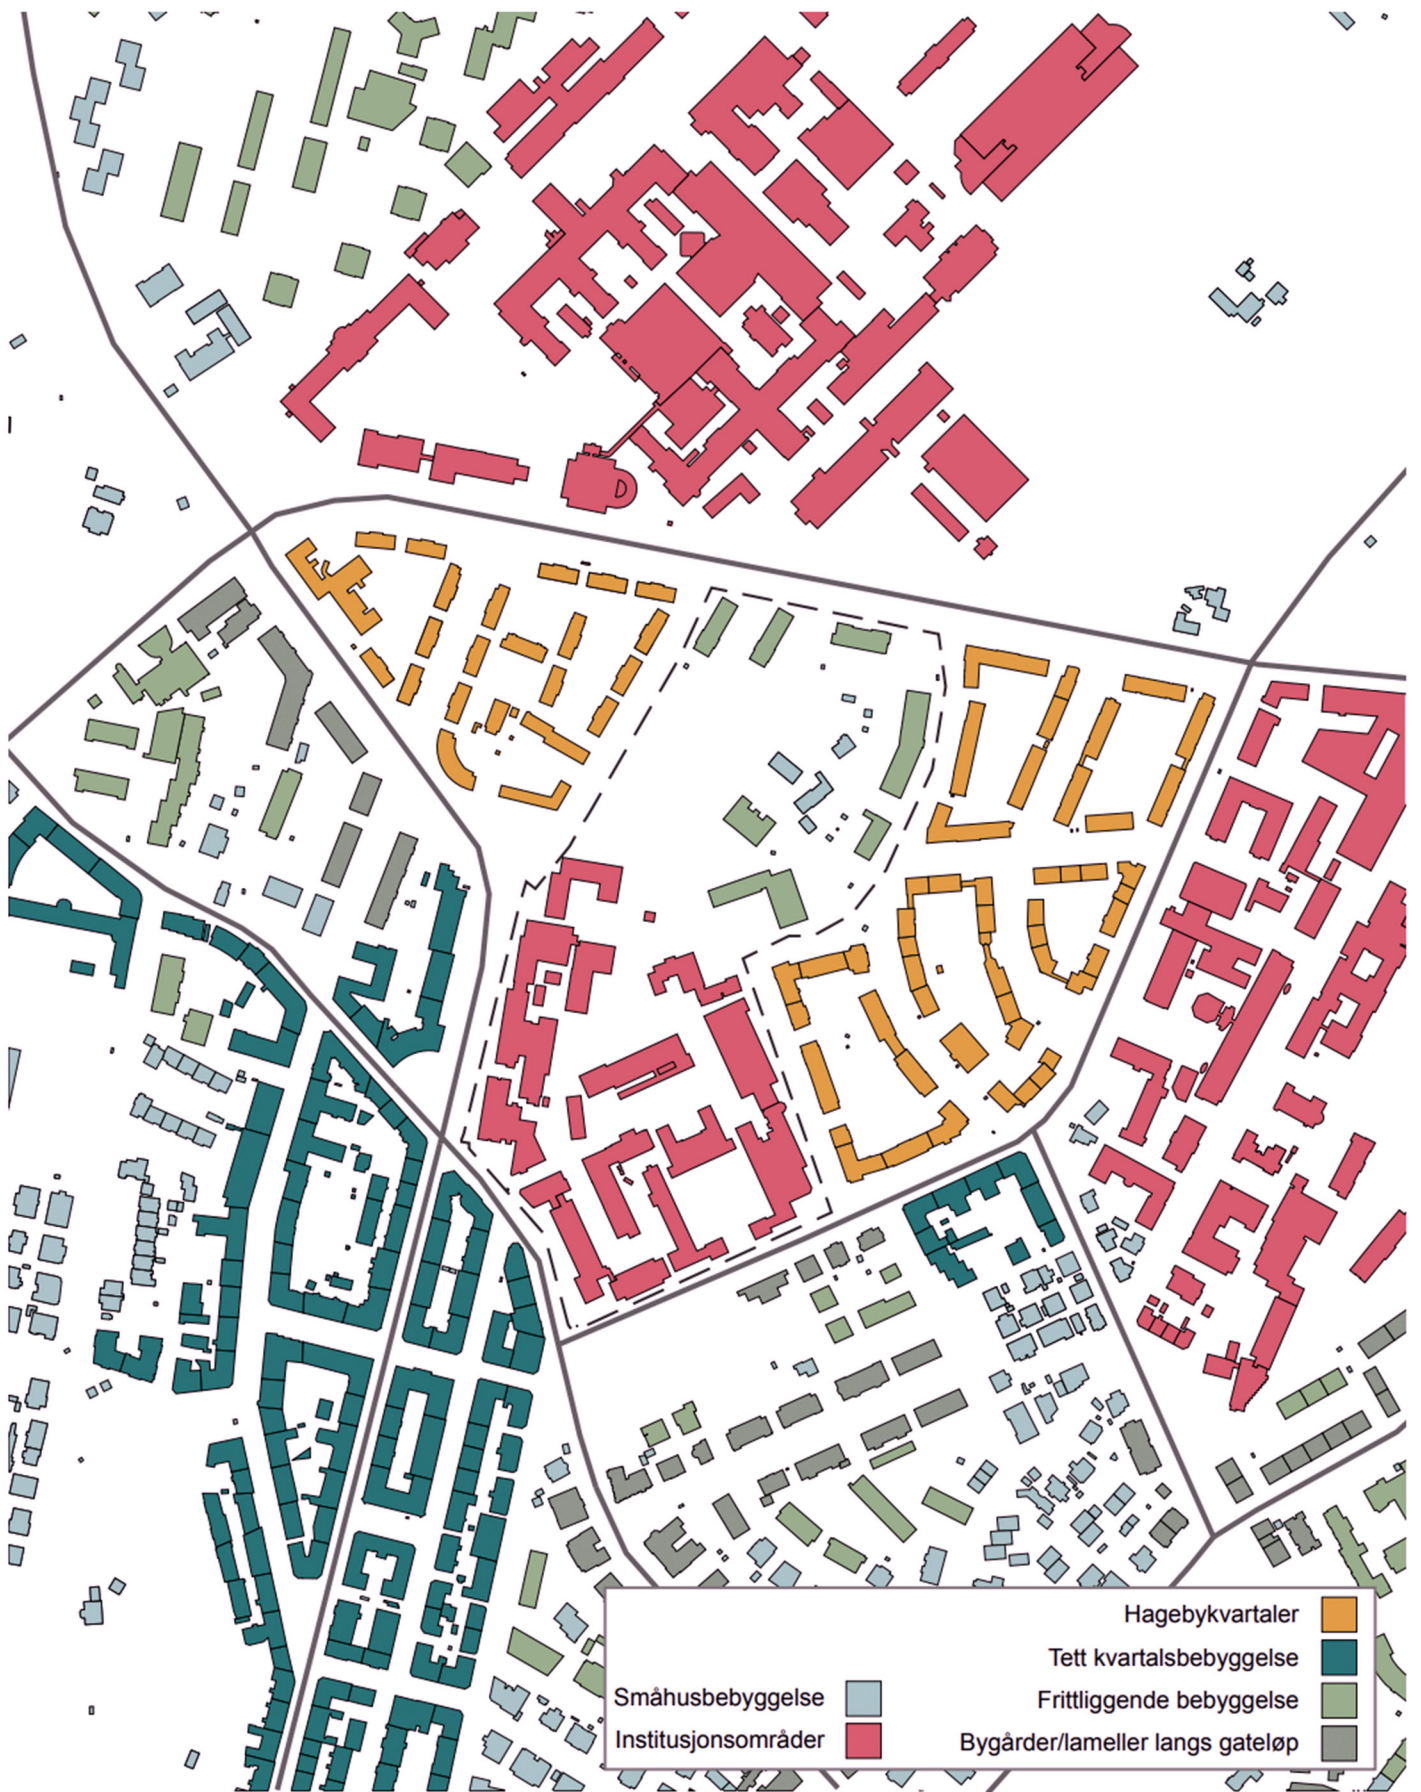 Hagebykvartaler
Tett kvartalsbebyggelse
Småhusbebyggelse
Frittliggende bebyggelse
Institusjonsområder
Bygårder/lameller langs gateløp